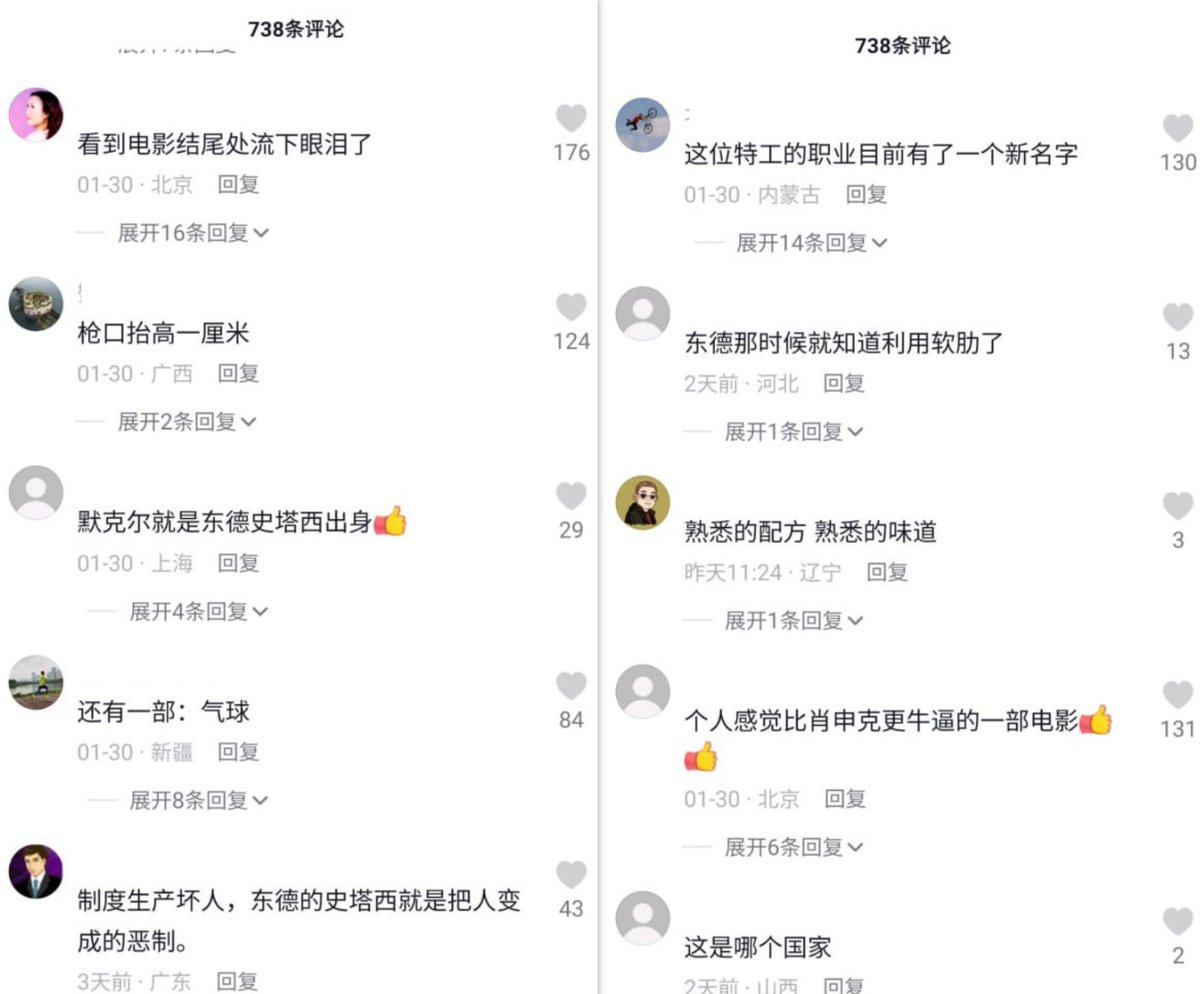 738条评论
看到电影结尾处流下眼泪了
176
01-30 · 北京 回复
展开16条回复
枪口抬高一厘米
124
01-30 · 广西 回复
展开2条回复
默克尔就是东德史塔西出身👍
29
01-30 · 上海 回复
展开4条回复
还有一部：气球
84
01-30 · 新疆 回复
展开8条回复
制度生产坏人，东德的史塔西就是把人变
43
成的恶制。
3天前 · 广东 回复
738条评论
这位特工的职业目前有了一个新名字
130
01-30 · 内蒙古 回复
展开14条回复
东德那时候就知道利用软肋了
13
2天前 · 河北 回复
展开1条回复
熟悉的配方 熟悉的味道
3
昨天11:24 · 辽宁 回复
展开1条回复
个人感觉比肖申克更牛逼的一部电影👍
131
👍
01-30 · 北京 回复
展开6条回复
这是哪个国家
2
2天前 · 山西 回复